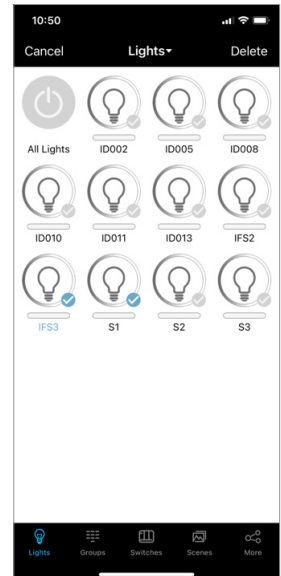 10:50
Cancel Lights▾ Delete
All Lights ID002 ID005 ID008
ID010 ID011 ID013 IFS2
IFS3 S1 S2 S3
Lights Groups Switches Scenes More